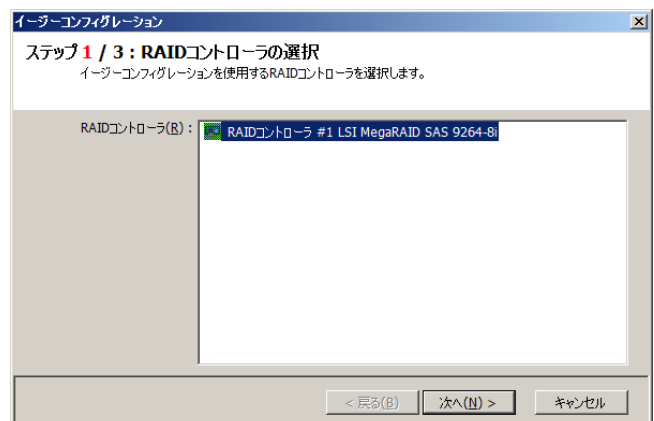 イージーコンフィグレーション
ステップ 1 / 3 : RAIDコントローラの選択
イージーコンフィグレーションを使用するRAIDコントローラを選択します。
RAIDコントローラ(R) :
RAIDコントローラ #1 LSI MegaRAID SAS 9264-8i
< 戻る(B)
次へ(N) >
キャンセル